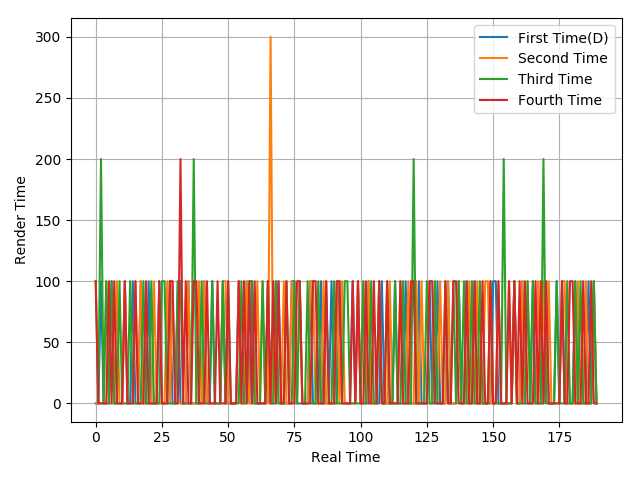 First Time(D)
Second Time
Third Time
Fourth Time
Render Time
300
250
200
150
100
50
0
0 25 50 75 100 125 150 175
Real Time